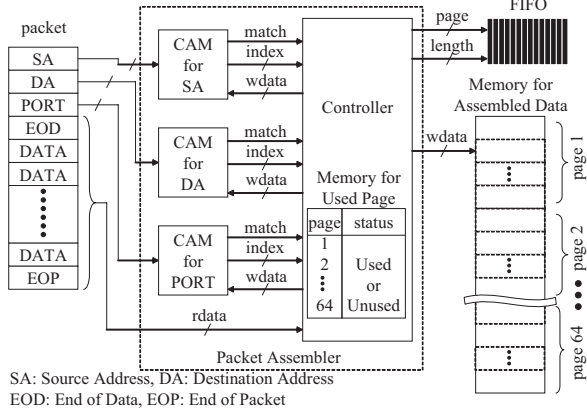 packet
SA
DA
PORT
EOD
DATA
DATA
DATA
EOP
CAM
for
SA
match
index
wdata
CAM
for
DA
match
index
wdata
CAM
for
PORT
match
index
wdata
rdata
Controller
Memory for
Used Page
page status
1
2
64
Used
or
Unused
Packet Assembler
page
length
wdata
FIFO
Memory for
Assembled Data
page 1
page 2
page 64
SA: Source Address, DA: Destination Address
EOD: End of Data, EOP: End of Packet